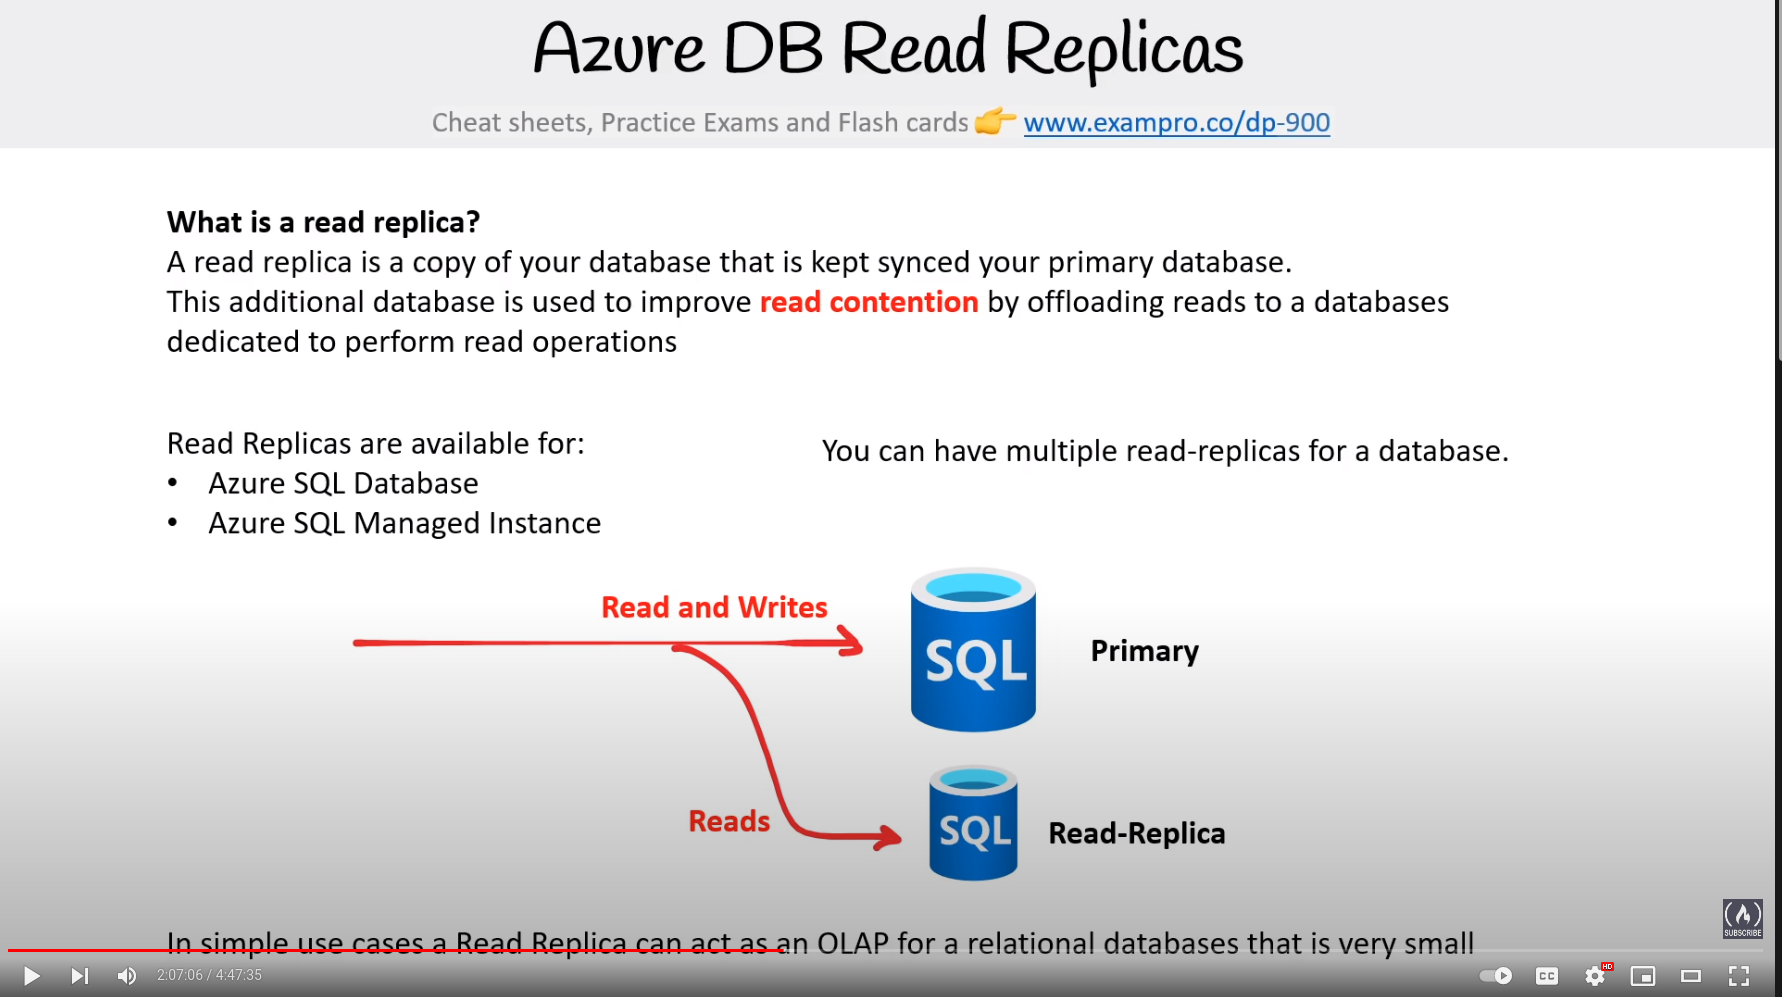 Azure DB Read Replicas
Cheat sheets, Practice Exams and Flash cards 👉 www.exampro.co/dp-900
What is a read replica?
A read replica is a copy of your database that is kept synced your primary database.
This additional database is used to improve read contention by offloading reads to a databases
dedicated to perform read operations
Read Replicas are available for:
• Azure SQL Database
• Azure SQL Managed Instance
You can have multiple read-replicas for a database.
Read and Writes
SQL
Primary
Reads
SQL
Read-Replica
SUBSCRIBE
In simple use cases a Read Replica can act as an OLAP for a relational databases that is very small
2:07:06 / 4:47:35
CC
HD